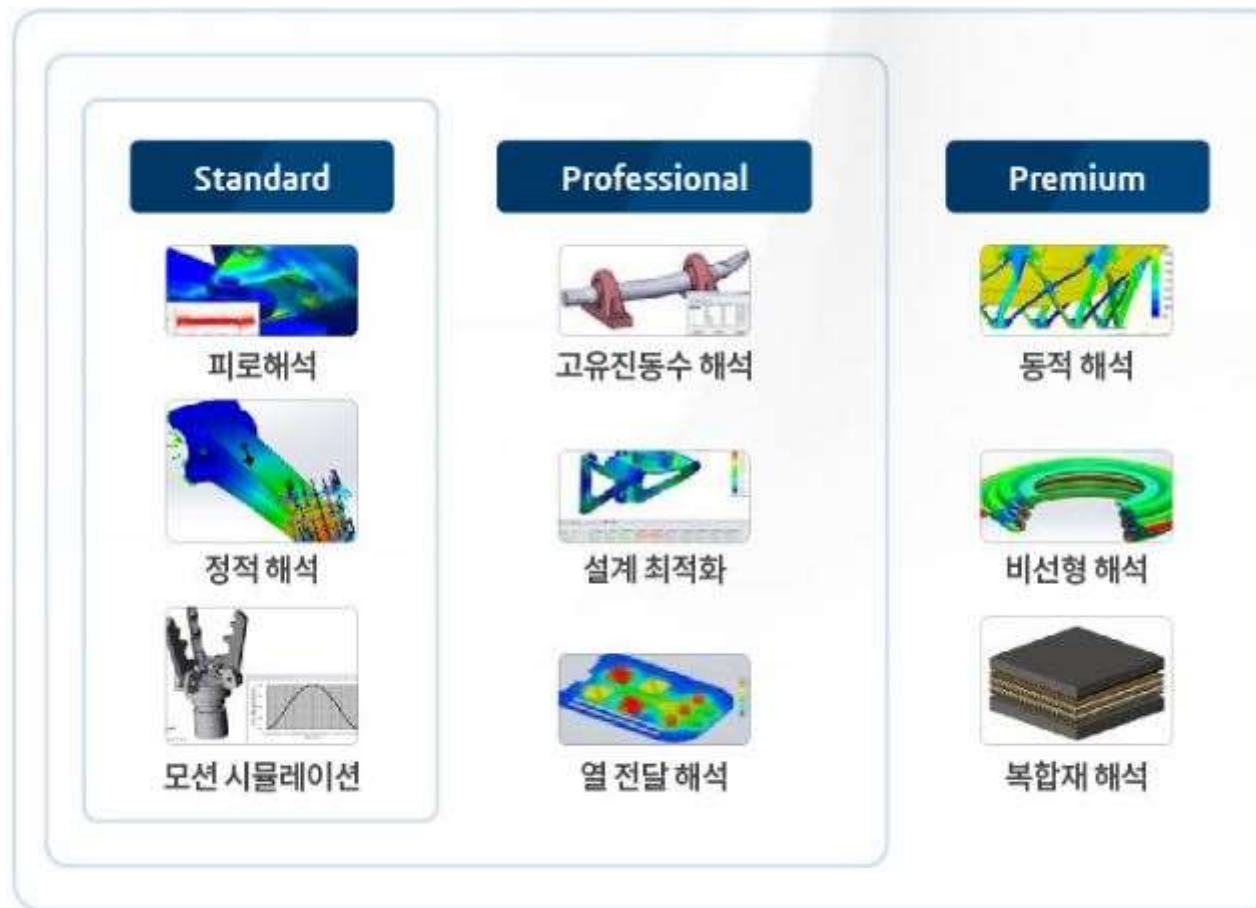 Standard
피로해석
정적 해석
모션 시뮬레이션
Professional
고유진동수 해석
설계 최적화
열 전달 해석
Premium
동적 해석
비선형 해석
복합재 해석